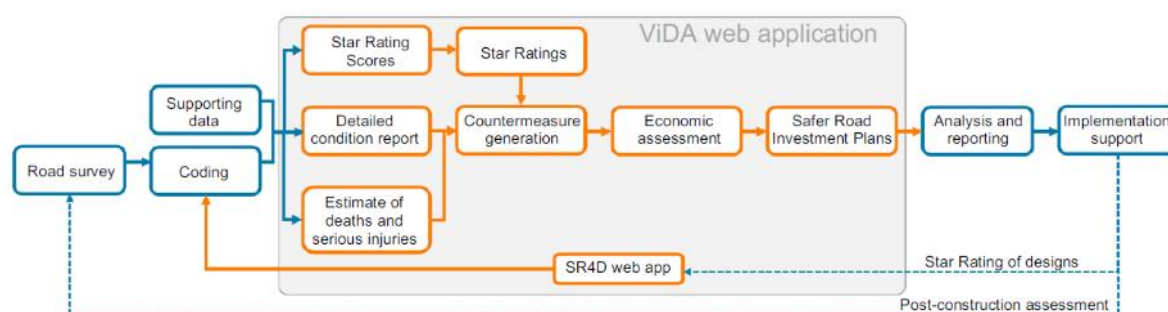 ViDA web application
Star Rating
Scores
Star Ratings
Supporting
data
Detailed
condition report
Countermeasure
generation
Economic
assessment
Safer Road
Investment Plans
Analysis and
reporting
Implementation
support
Road survey
Coding
Estimate of
deaths and
serious injuries
SR4D web app
Star Rating of designs
Post-construction assessment